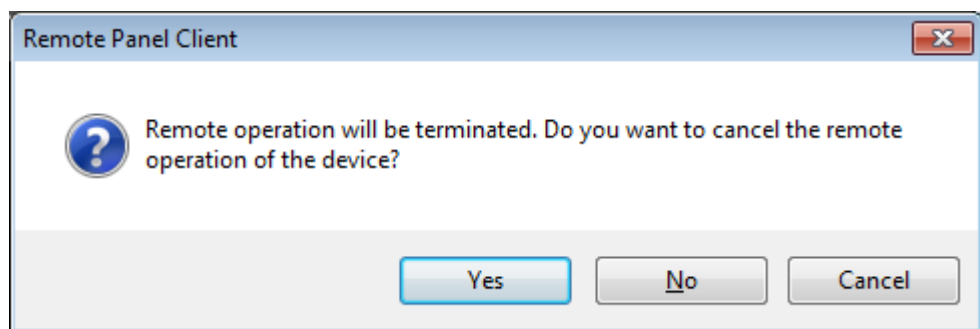 Remote Panel Client
Remote operation will be terminated. Do you want to cancel the remote
operation of the device?
Yes No Cancel